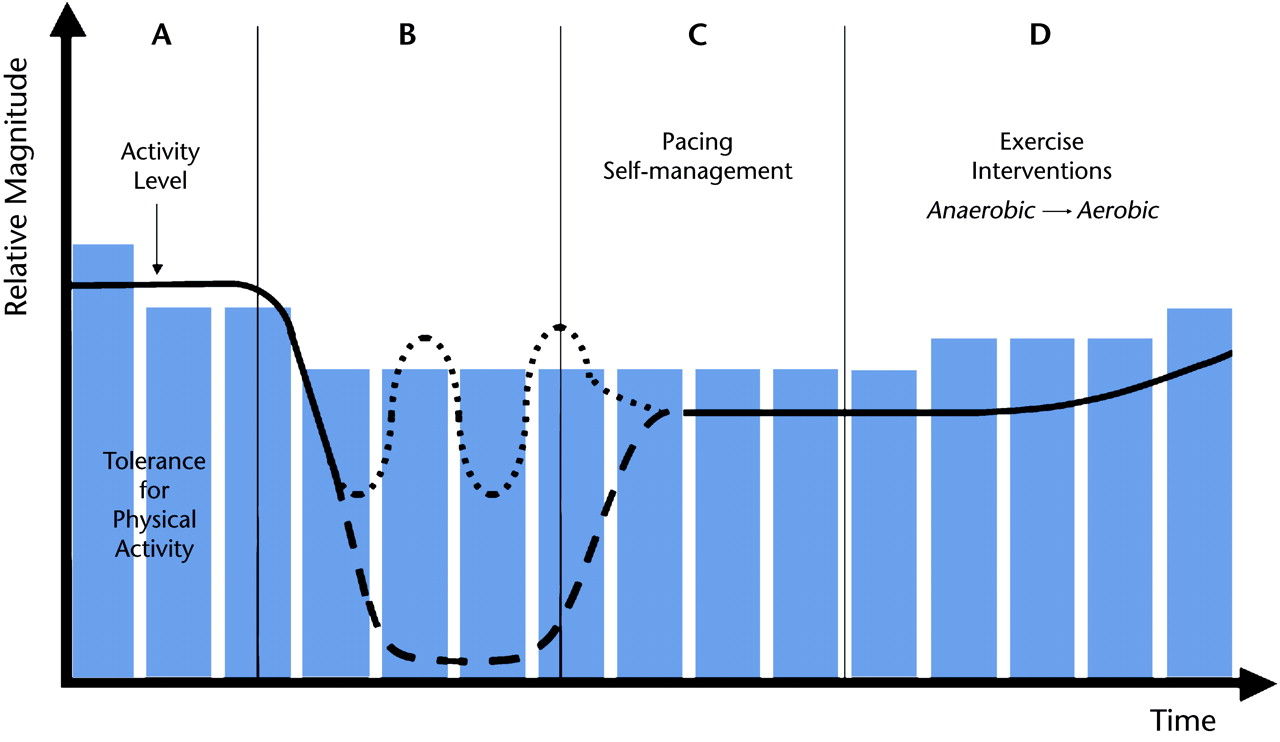 A
B
C
D
Relative Magnitude
Activity
Level
Pacing
Self-management
Exercise
Interventions
Anaerobic → Aerobic
Tolerance
for
Physical
Activity
Time